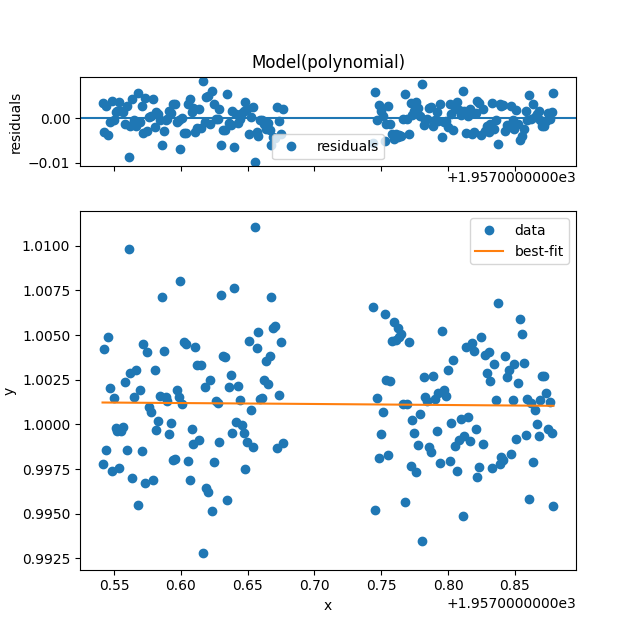 Model(polynomial)
residuals
0.00
−0.01
residuals
+1.9570000000e3
y
1.0100
1.0075
1.0050
1.0025
1.0000
0.9975
0.9950
0.9925
data
best-fit
0.55 0.60 0.65 0.70 0.75 0.80 0.85
x
+1.9570000000e3